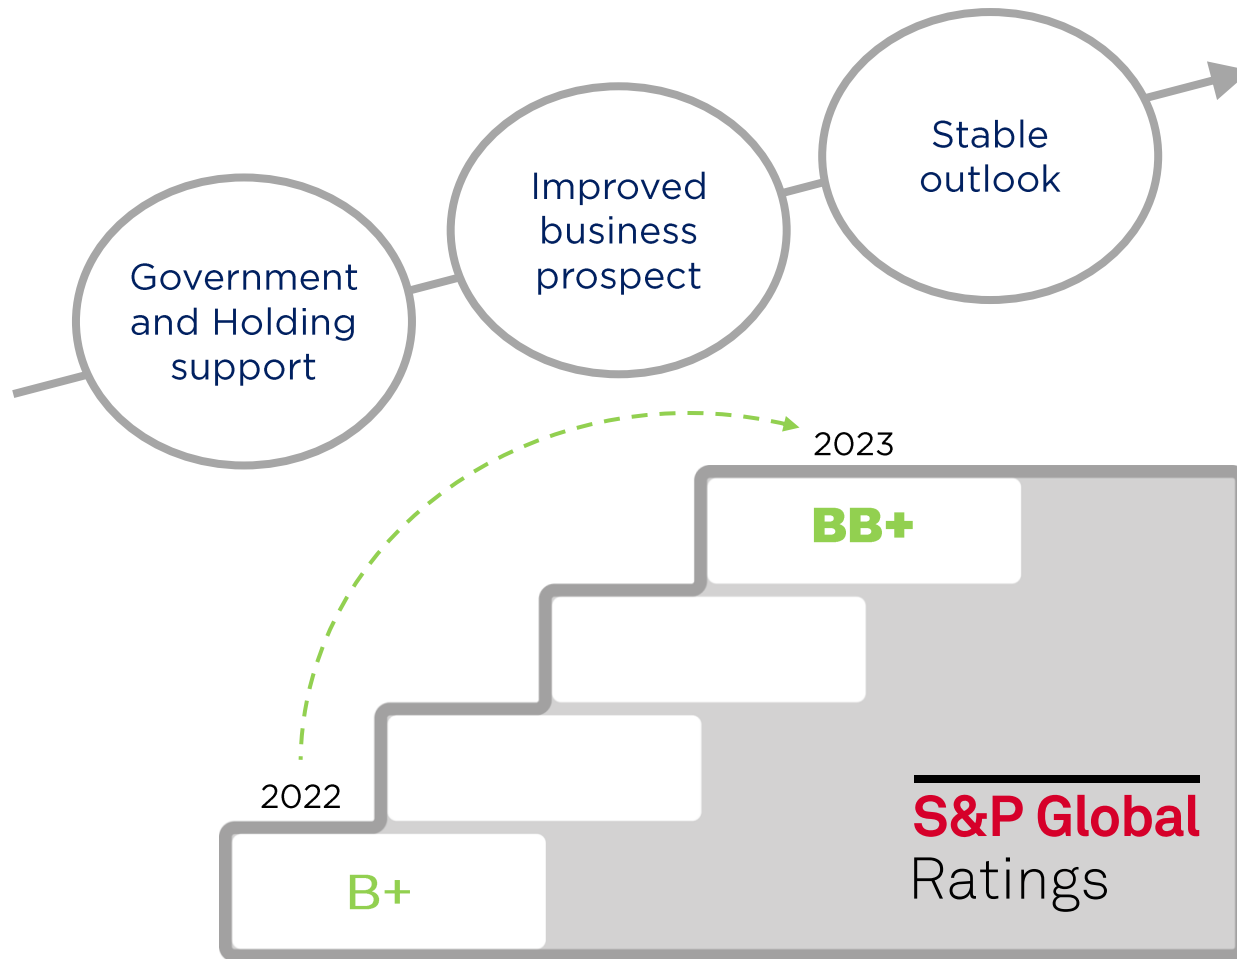 Stable
outlook
Improved
business
prospect
Government
and Holding
support
2023
BB+
2022
B+
S&P Global
Ratings